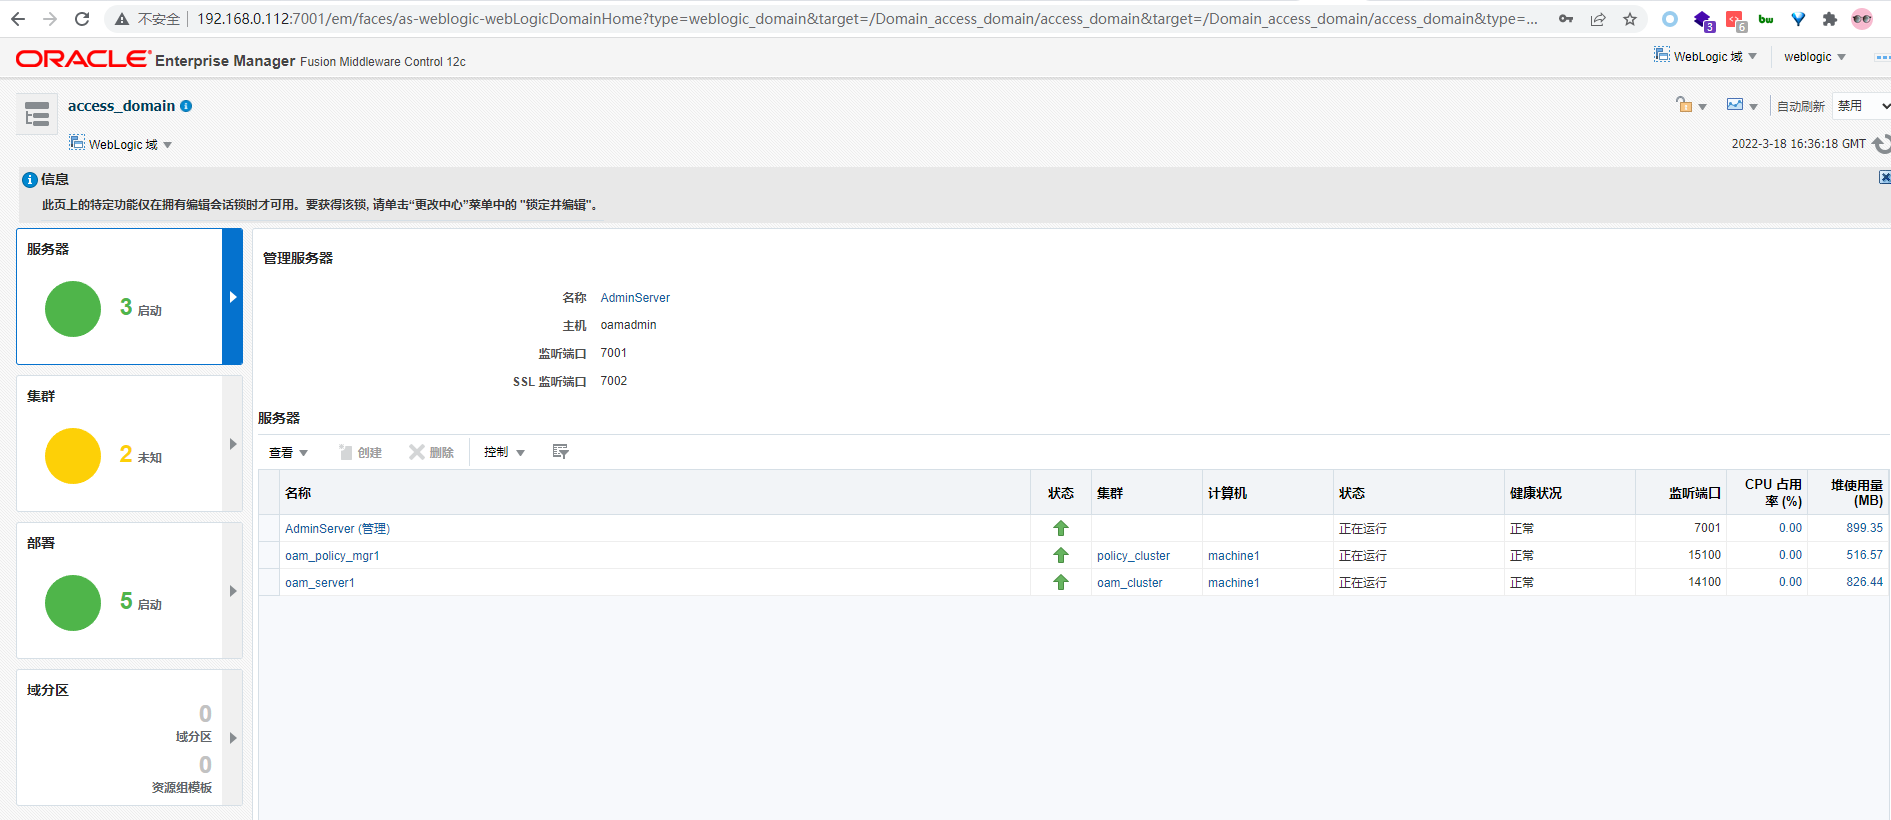 不安全 192.168.0.112:7001/em/faces/as-weblogic-webLogicDomainHome?type=weblogic_domain&target=/Domain_access_domain/access_domain&target=/Domain_access_domain/access_domain&type=... 3 6 bw
ORACLE Enterprise Manager Fusion Middleware Control 12c WebLogic 域 weblogic
access_domain 自动刷新 禁用
WebLogic 域 2022-3-18 16:36:18 GMT
信息
此页上的特定功能仅在拥有编辑会话锁时才可用。要获得该锁, 请单击“更改中心”菜单中的 "锁定并编辑"。
服务器
3 启动
集群
2 未知
部署
5 启动
域分区
0
域分区
0
资源组模板
管理服务器
名称 AdminServer
主机 oamadmin
监听端口 7001
SSL 监听端口 7002
服务器
查看 创建 删除 控制
名称 状态 集群 计算机 状态 健康状况 监听端口 CPU 占用率 (%) 堆使用量 (MB)
AdminServer (管理) 正在运行 正常 7001 0.00 899.35
oam_policy_mgr1 policy_cluster machine1 正在运行 正常 15100 0.00 516.57
oam_server1 oam_cluster machine1 正在运行 正常 14100 0.00 826.44